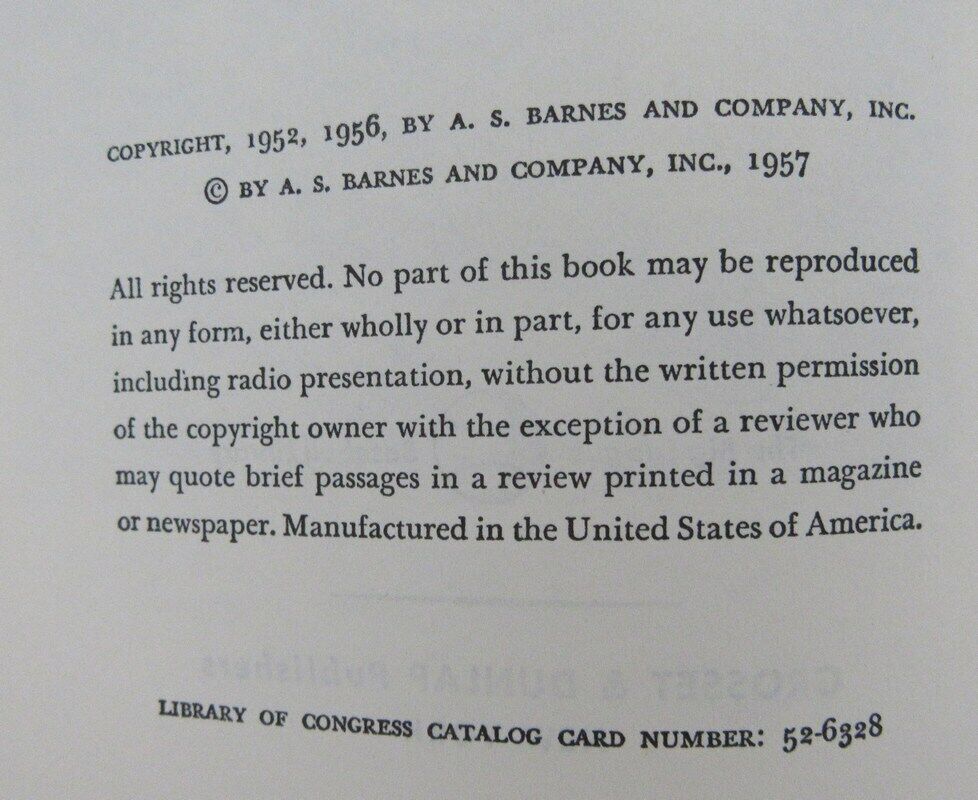 COPYRIGHT, 1952, 1956, BY A. S. BARNES AND COMPANY, INC.
© BY A. S. BARNES AND COMPANY, INC., 1957
All rights reserved. No part of this book may be reproduced
in any form, either wholly or in part, for any use whatsoever,
including radio presentation, without the written permission
of the copyright owner with the exception of a reviewer who
may quote brief passages in a review printed in a magazine
or newspaper. Manufactured in the United States of America.
GROSSET & DUNLAP Publishers
LIBRARY OF CONGRESS CATALOG CARD NUMBER: 52-6328